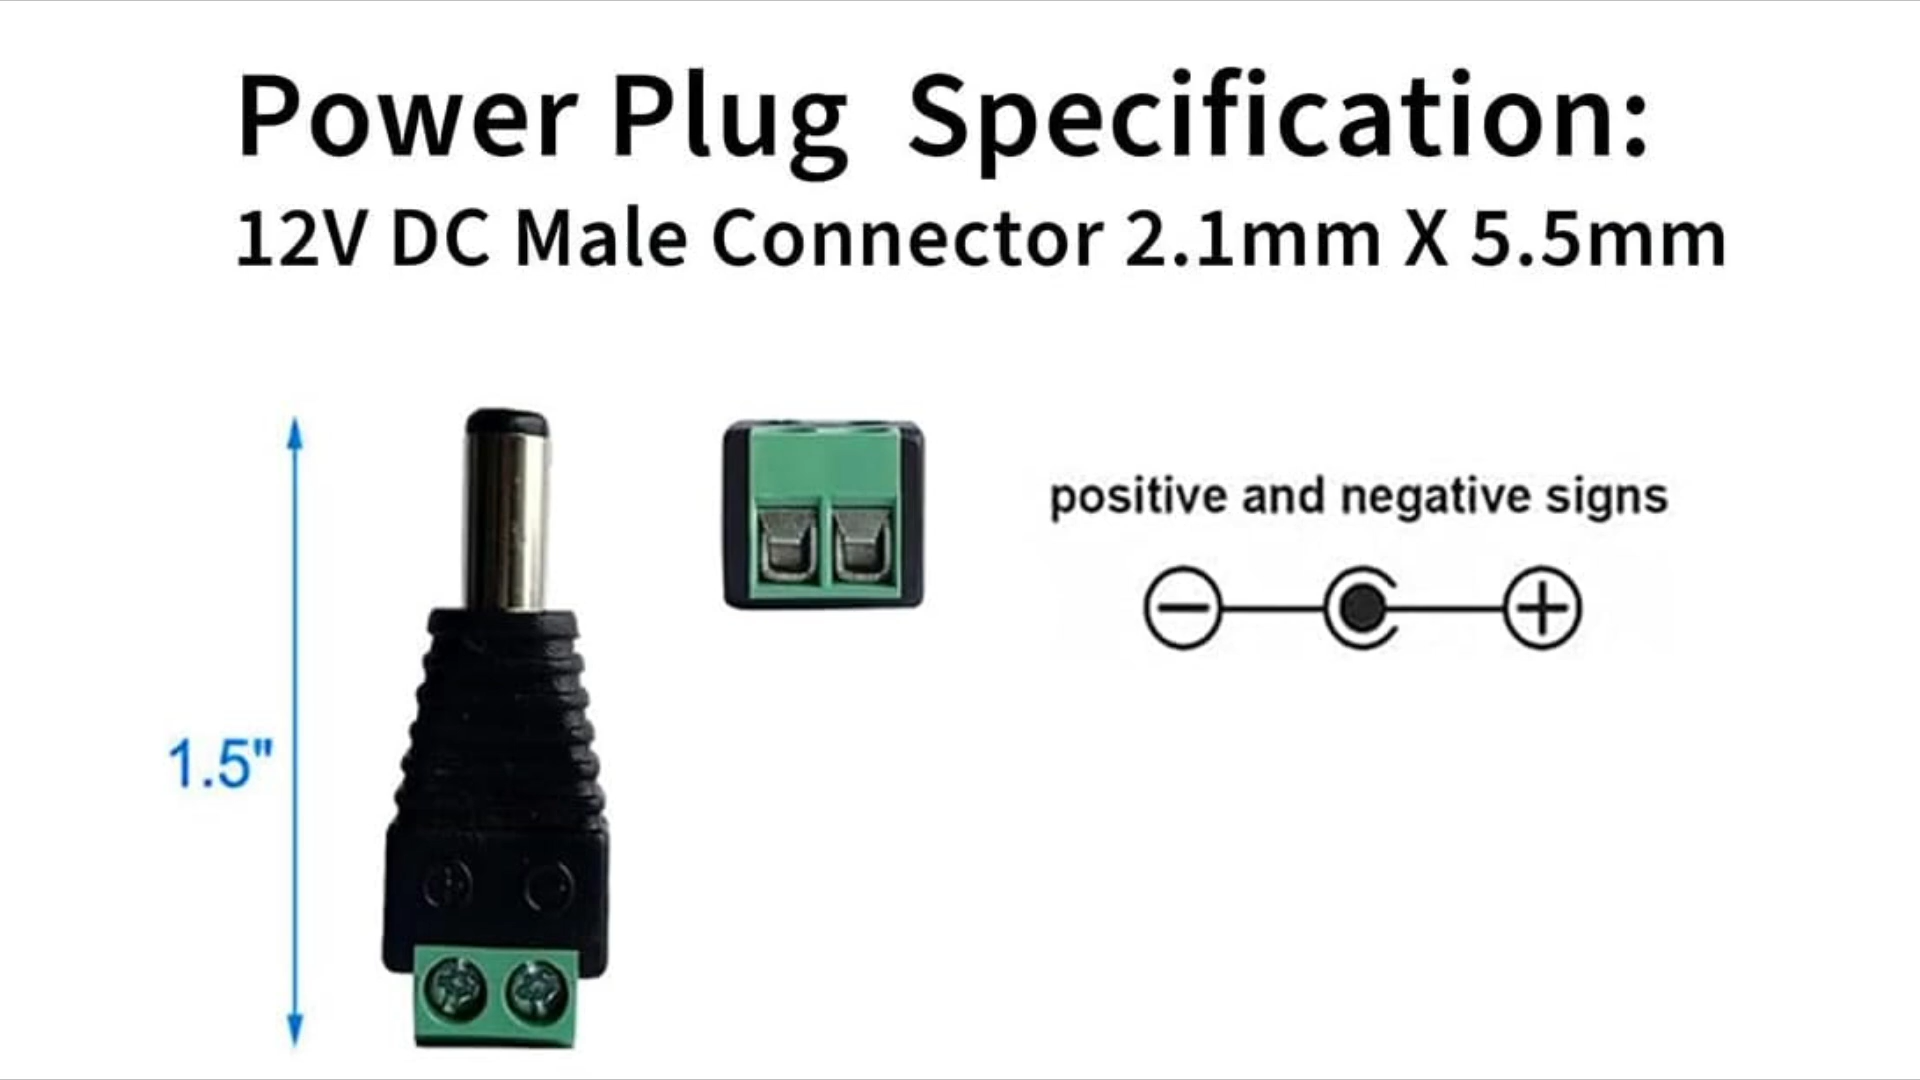 Power Plug  Specification:
12V DC Male Connector 2.1mm X 5.5mm
positive and negative signs
1.5"